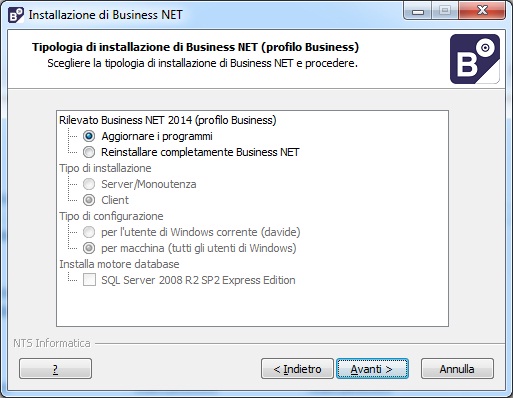 Installazione di Business NET
Tipologia di installazione di Business NET (profilo Business)
Scegliere la tipologia di installazione di Business NET e procedere.
B
Rilevato Business NET 2014 (profilo Business)
Aggiornare i programmi
Reinstallare completamente Business NET
Tipo di installazione
Server/Monoutenza
Client
Tipo di configurazione
per l'utente di Windows corrente (davide)
per macchina (tutti gli utenti di Windows)
Installa motore database
SQL Server 2008 R2 SP2 Express Edition
NTS Informatica
?
< Indietro
Avanti >
Annulla